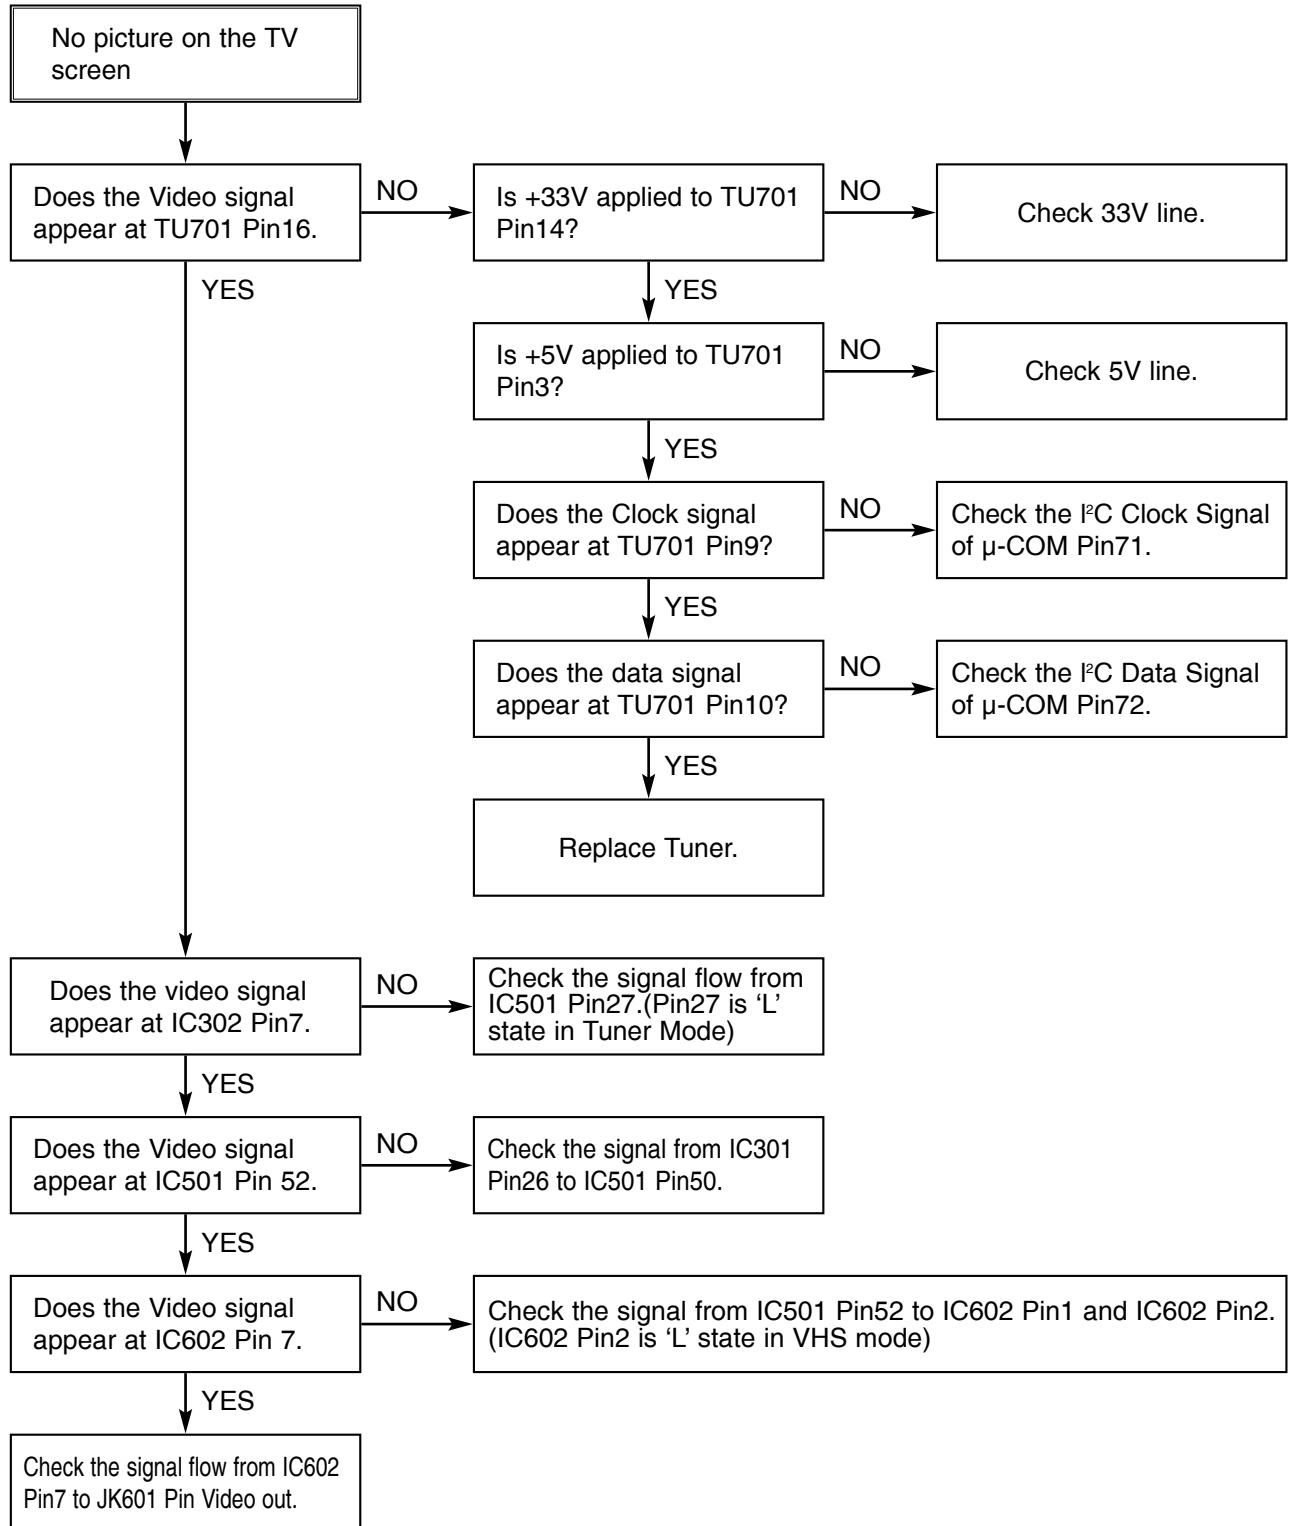 No picture on the TV
screen
Does the Video signal
appear at TU701 Pin16.
NO
Is +33V applied to TU701
Pin14?
NO
Check 33V line.
YES
YES
Is +5V applied to TU701
Pin3?
NO
Check 5V line.
YES
Does the Clock signal
appear at TU701 Pin9?
NO
Check the I²C Clock Signal
of µ-COM Pin71.
YES
Does the data signal
appear at TU701 Pin10?
NO
Check the I²C Data Signal
of µ-COM Pin72.
YES
Replace Tuner.
Does the video signal
appear at IC302 Pin7.
NO
Check the signal flow from
IC501 Pin27.(Pin27 is ‘L’
state in Tuner Mode)
YES
Does the Video signal
appear at IC501 Pin 52.
NO
Check the signal from IC301
Pin26 to IC501 Pin50.
YES
Does the Video signal
appear at IC602 Pin 7.
NO
Check the signal from IC501 Pin52 to IC602 Pin1 and IC602 Pin2.
(IC602 Pin2 is ‘L’ state in VHS mode)
YES
Check the signal flow from IC602
Pin7 to JK601 Pin Video out.